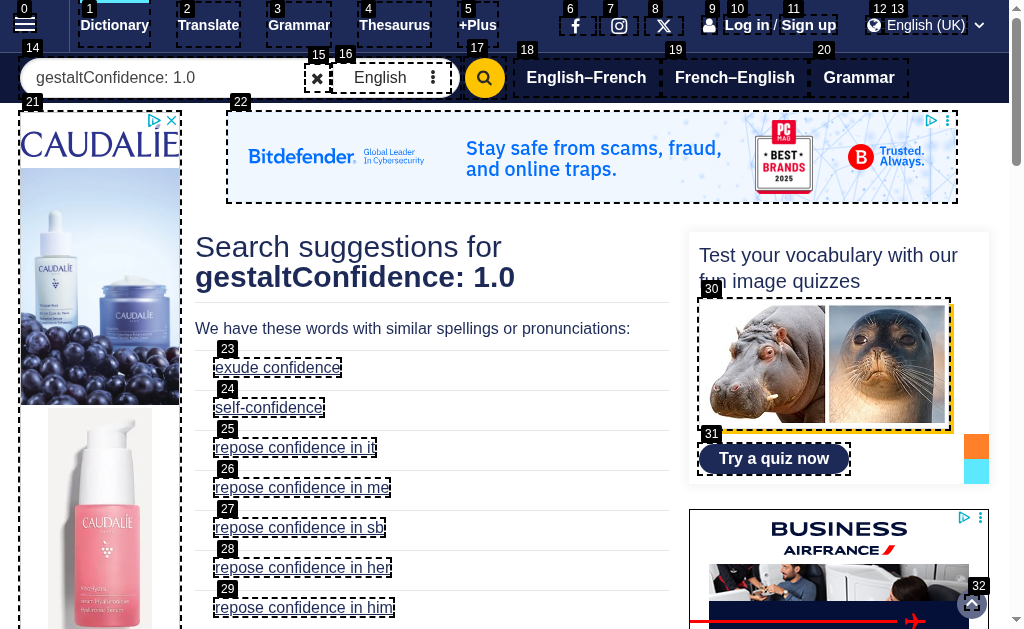 0 1 2 3 4 5 6 7 8 9 10 11 12 13
Dictionary Translate Grammar Thesaurus +Plus Log in / Sign up English (UK)
14 15 16 17 18 19 20
gestaltConfidence: 1.0 English English–French French–English Grammar
21 22
CAUDALÍE
Bitdefender Global Leader In Cybersecurity
Stay safe from scams, fraud,
and online traps.
PC MAG
BEST BRANDS 2025
B Trusted. Always.
CAUDALÍE
CAUDALÍE
CAUDALÍE
Search suggestions for
gestaltConfidence: 1.0
We have these words with similar spellings or pronunciations:
23
exude confidence
24
self-confidence
25
repose confidence in it
26
repose confidence in me
27
repose confidence in sb
28
repose confidence in her
29
repose confidence in him
Test your vocabulary with our
fun image quizzes
30
31
Try a quiz now
BUSINESS
AIRFRANCE
32